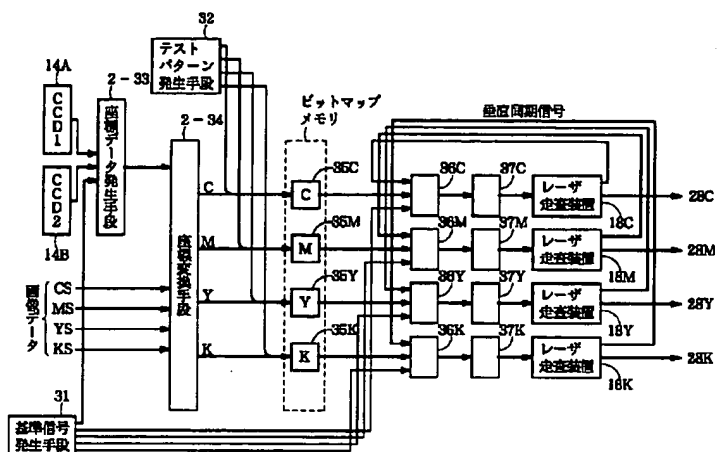 32
テスト
パターン
発生手段
14A
CCD1
2-33
座標データ発生手段
CCD2
14B
2-34
座標変換手段
ビットマップ
メモリ
垂直同期信号
C
35C
C
36C
37C
レーザ
走査装置
18C
28C
M
35M
M
36M
37M
レーザ
走査装置
18M
28M
Y
35Y
Y
36Y
37Y
レーザ
走査装置
18Y
28Y
K
35K
K
36K
37K
レーザ
走査装置
18K
28K
画像データ
CS
MS
YS
KS
31
基準信号
発生手段